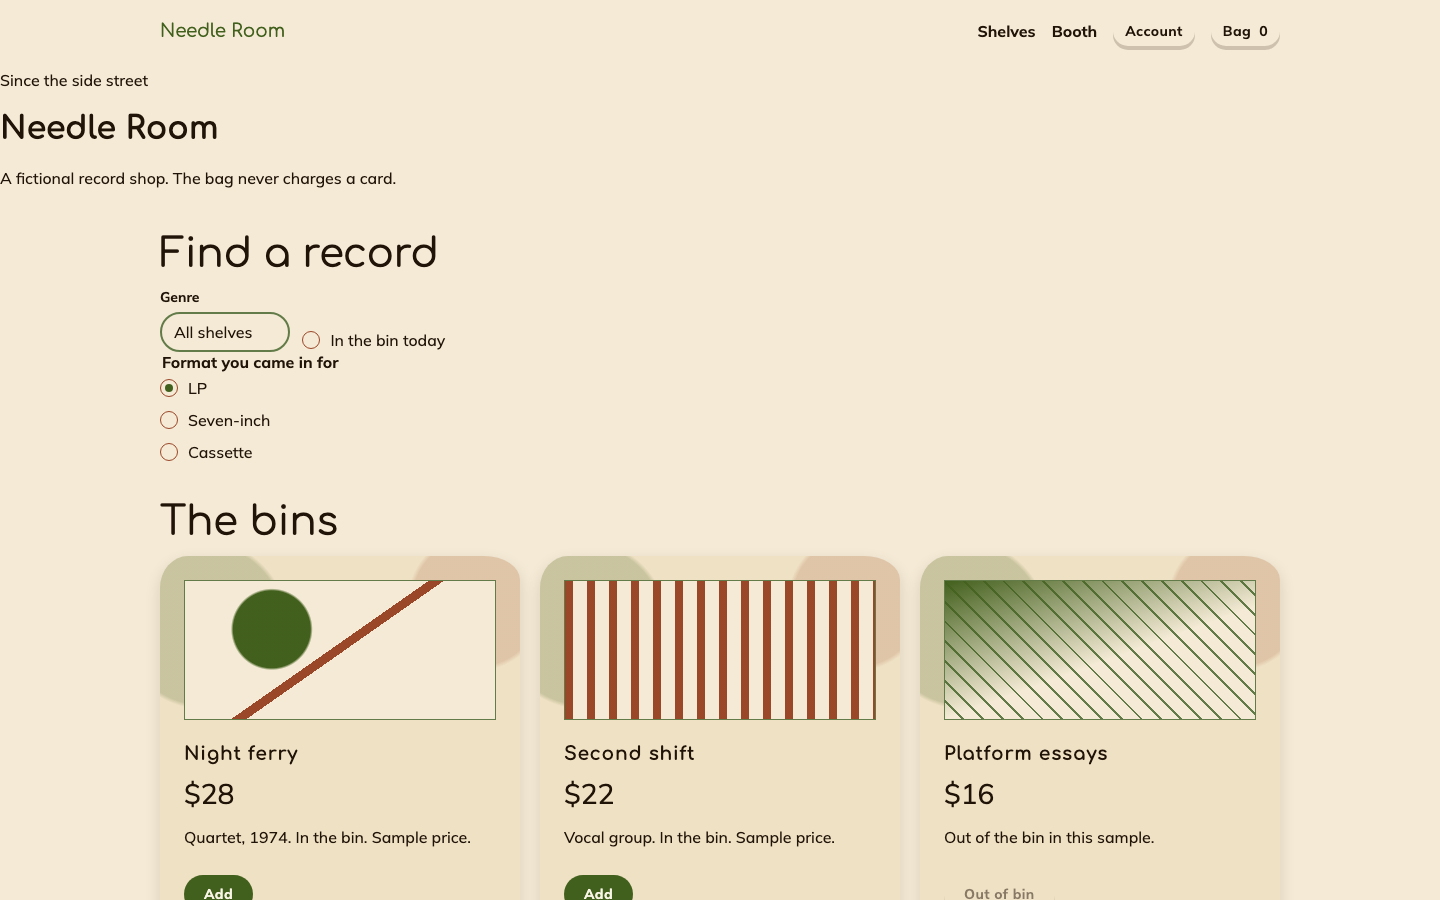 Needle Room
Shelves
Booth
Account
Bag 0
Since the side street
Needle Room
A fictional record shop. The bag never charges a card.
Find a record
Genre
All shelves
In the bin today
Format you came in for
LP
Seven-inch
Cassette
The bins
Night ferry
$28
Quartet, 1974. In the bin. Sample price.
Add
Second shift
$22
Vocal group. In the bin. Sample price.
Add
Platform essays
$16
Out of the bin in this sample.
Out of bin